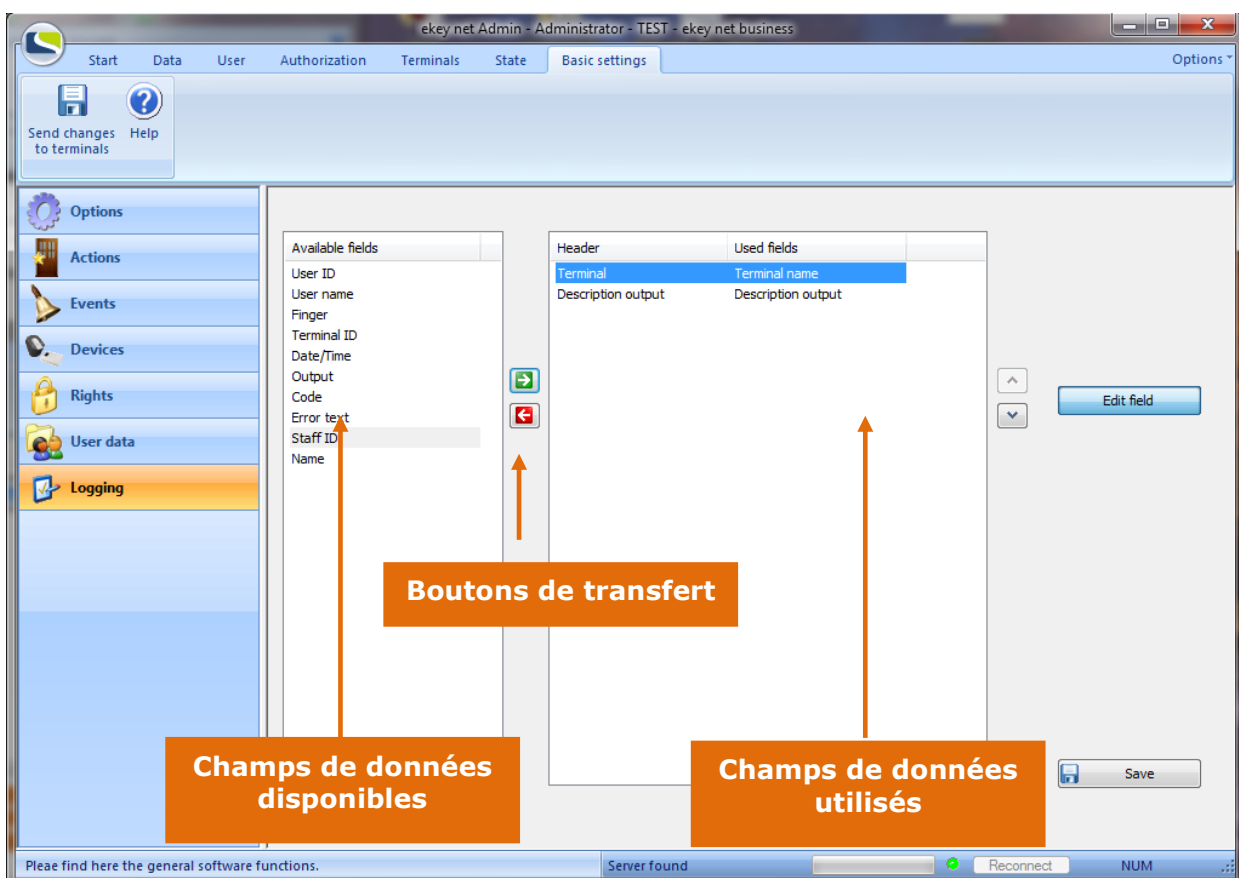 ekey net Admin - Administrator - TEST - ekey net business
Start Data User Authorization Terminals State Basic settings Options
Send changes to terminals
Help
Options
Actions
Events
Devices
Rights
User data
Logging
Available fields
User ID
User name
Finger
Terminal ID
Date/Time
Output
Code
Error text
Staff ID
Name
Header Used fields
Terminal Terminal name
Description output Description output
Edit field
Boutons de transfert
Champs de données
disponibles
Champs de données
utilisés
Save
Pleae find here the general software functions. Server found Reconnect NUM